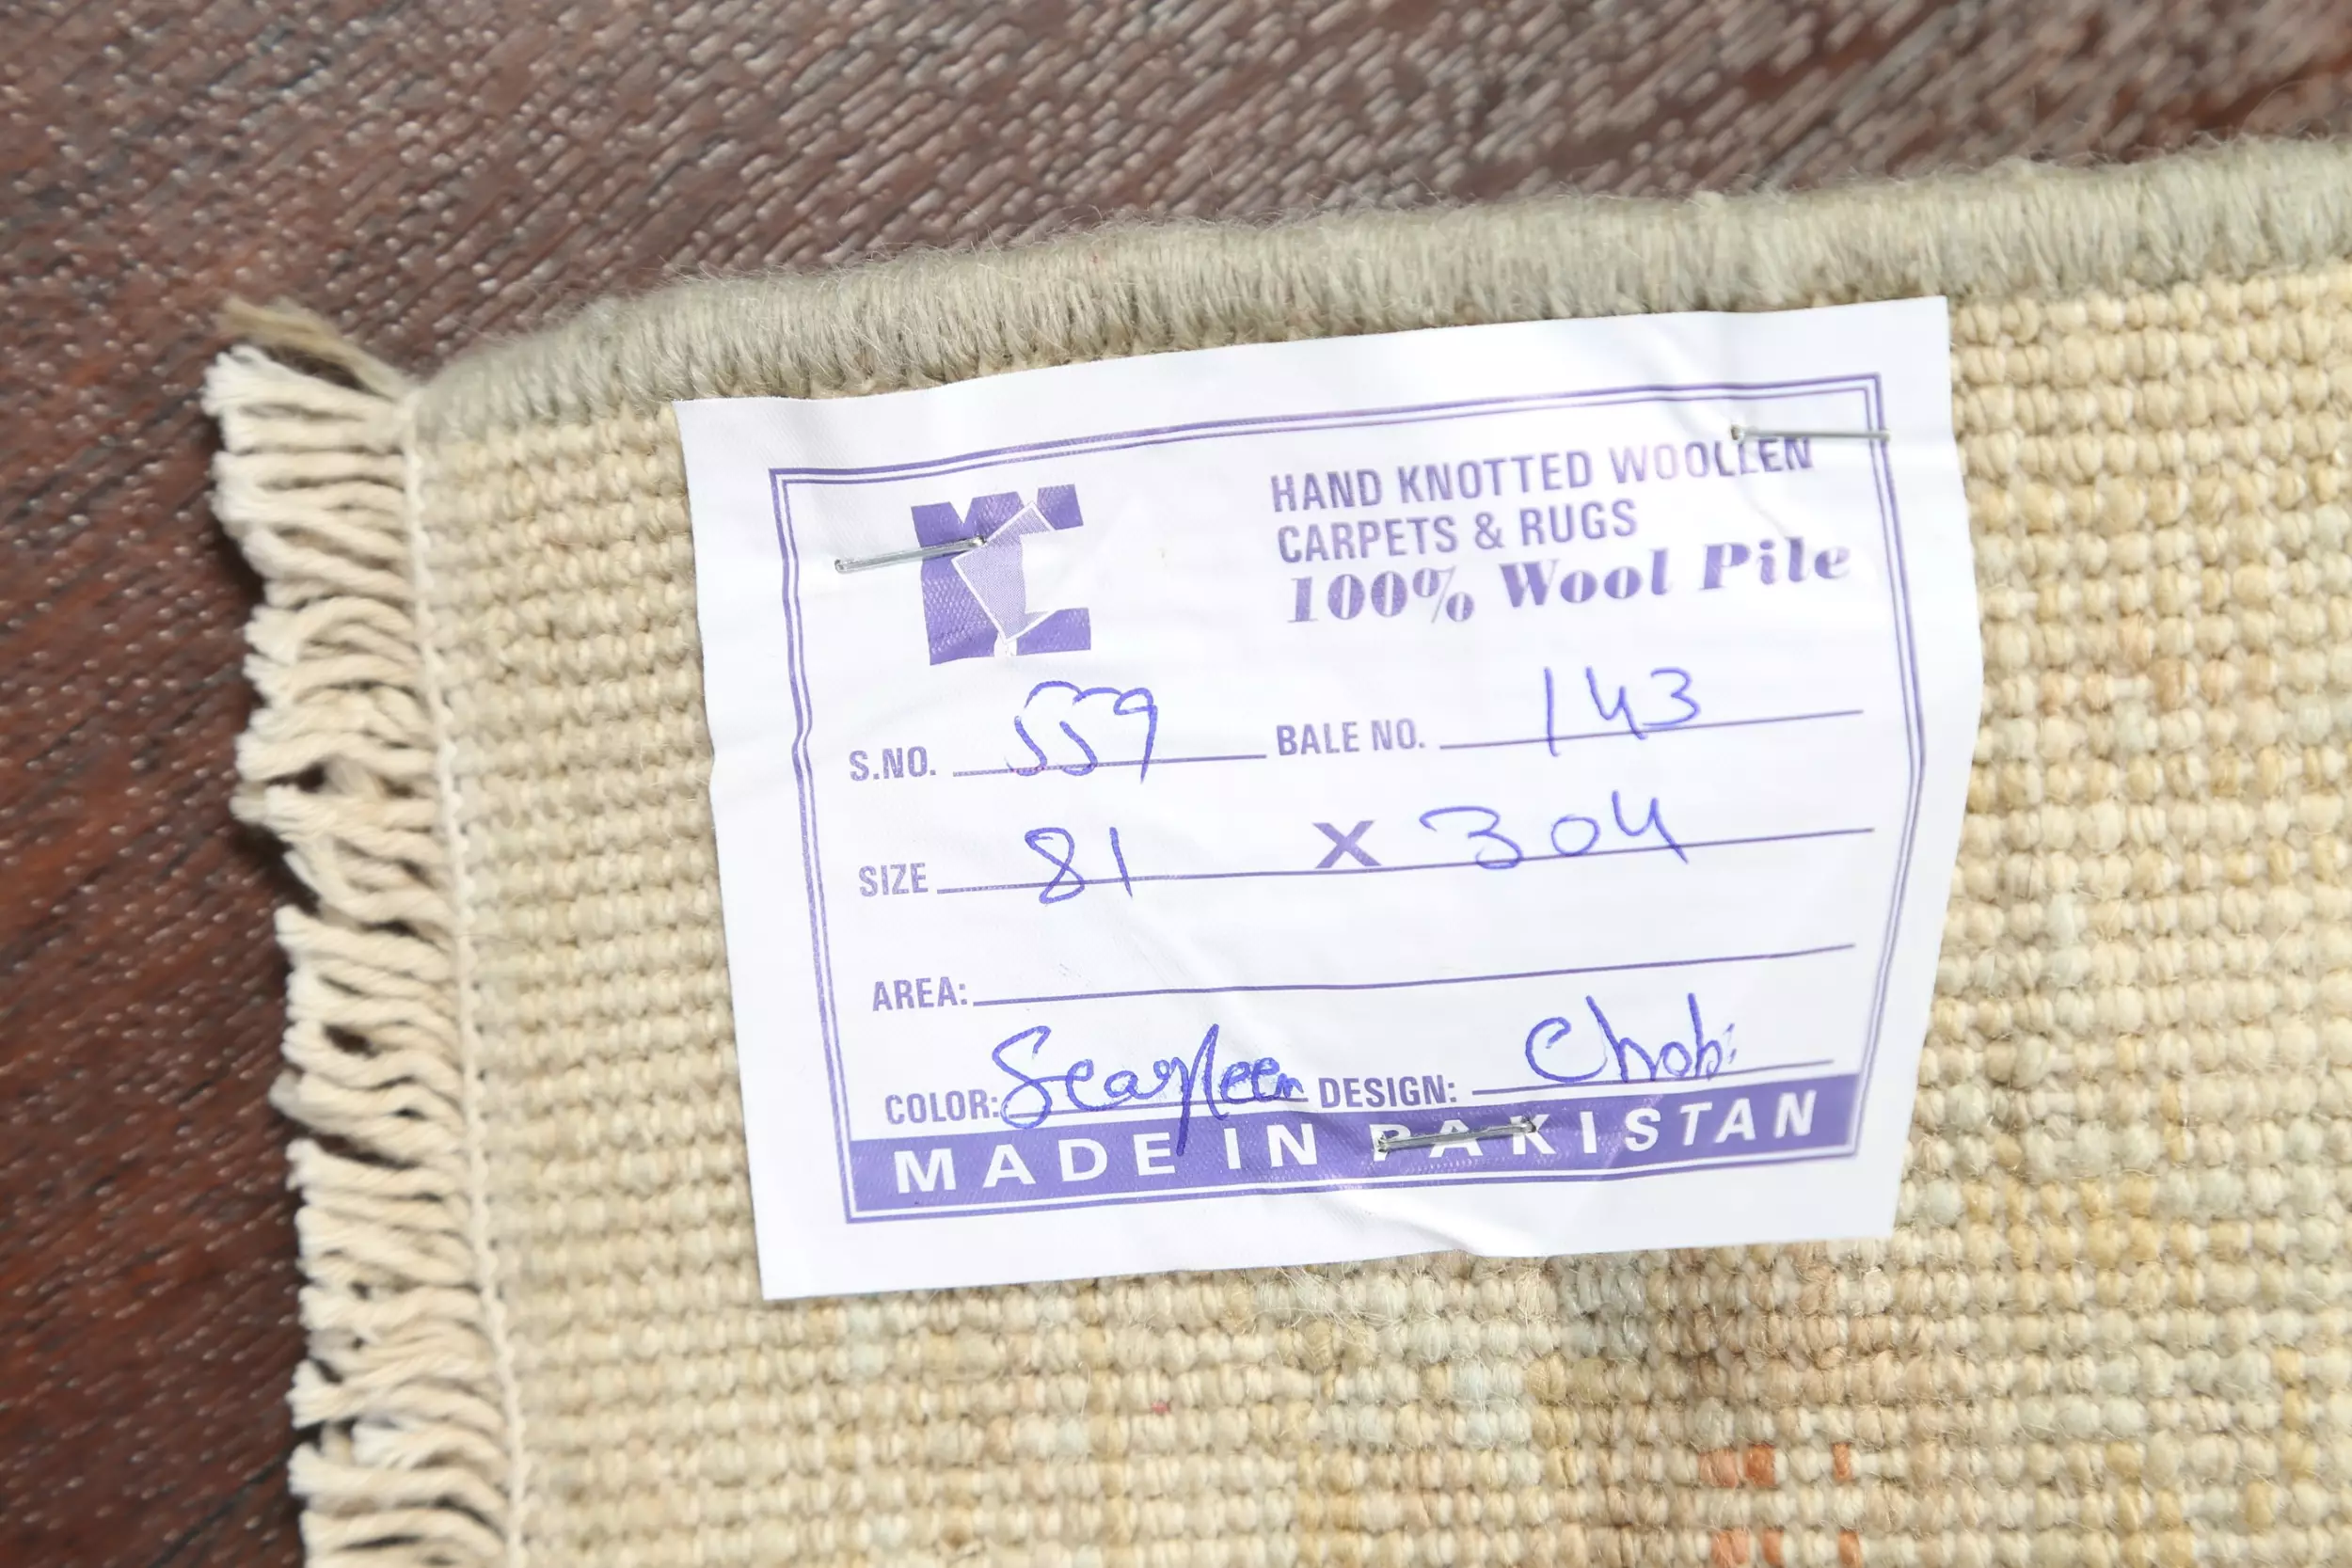 HAND KNOTTED WOOLLEN
CARPETS & RUGS
100% Wool Pile
S.NO. 559 BALE NO. 143
SIZE 81 X 304
AREA:
COLOR: DESIGN: Chobi
MADE IN PAKISTAN